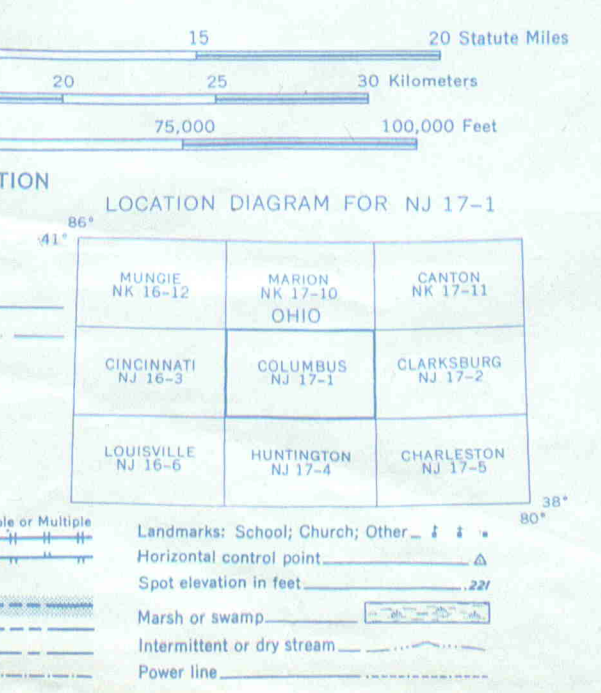 15 20 Statute Miles
20 25 30 Kilometers
75,000 100,000 Feet
TION
LOCATION DIAGRAM FOR NJ 17-1
86°
41°
MUNGIE
NK 16-12
MARION
NK 17-10
OHIO
CANTON
NK 17-11
CINCINNATI
NJ 16-3
COLUMBUS
NJ 17-1
CLARKSBURG
NJ 17-2
LOUISVILLE
NJ 16-6
HUNTINGTON
NJ 17-4
CHARLESTON
NJ 17-5
38°
80°
ple or Multiple
Landmarks: School; Church; Other
Horizontal control point
Spot elevation in feet .221
Marsh or swamp
Intermittent or dry stream
Power line